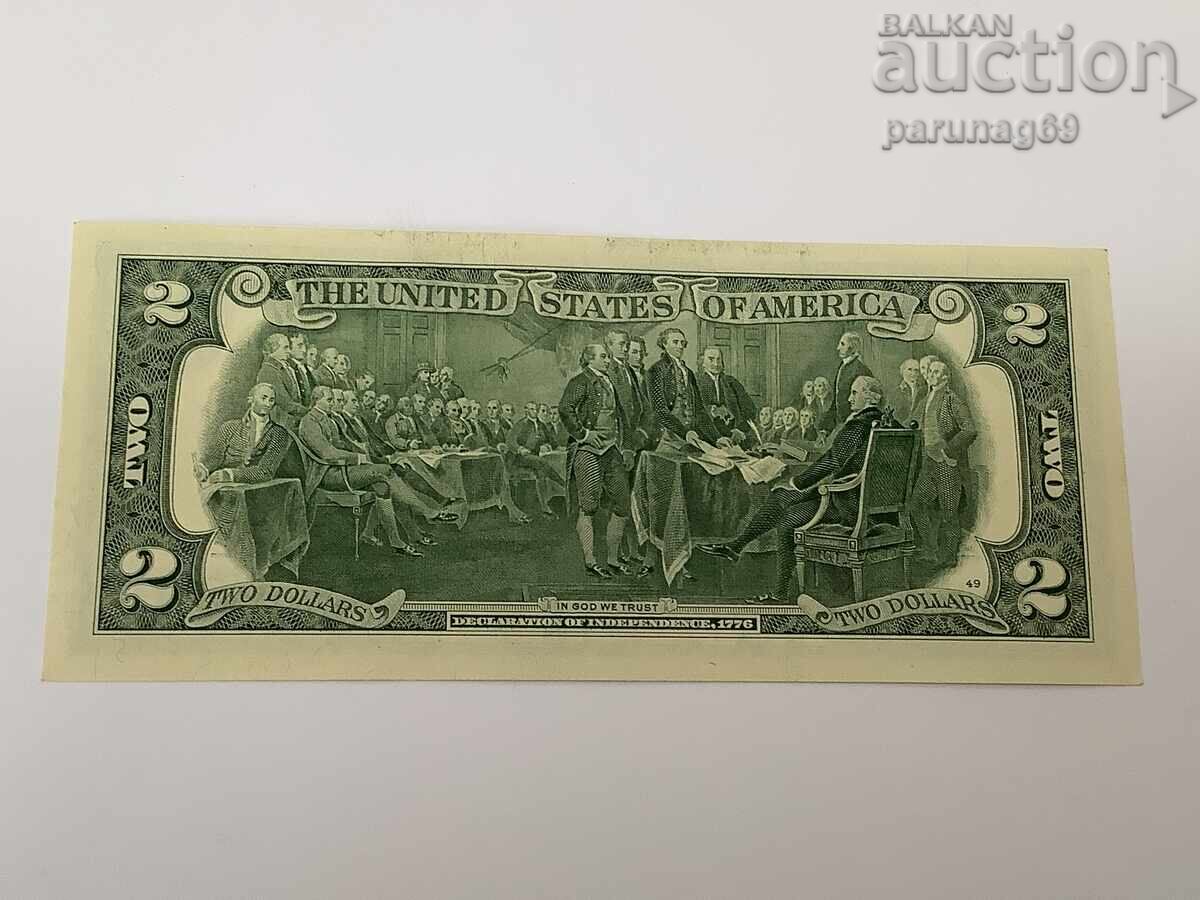 BALKAN
auction
parunag69
2 THE UNITED STATES OF AMERICA 2
TWO TWO
2 2
49
TWO DOLLARS IN GOD WE TRUST TWO DOLLARS
DECLARATION OF INDEPENDENCE, 1776